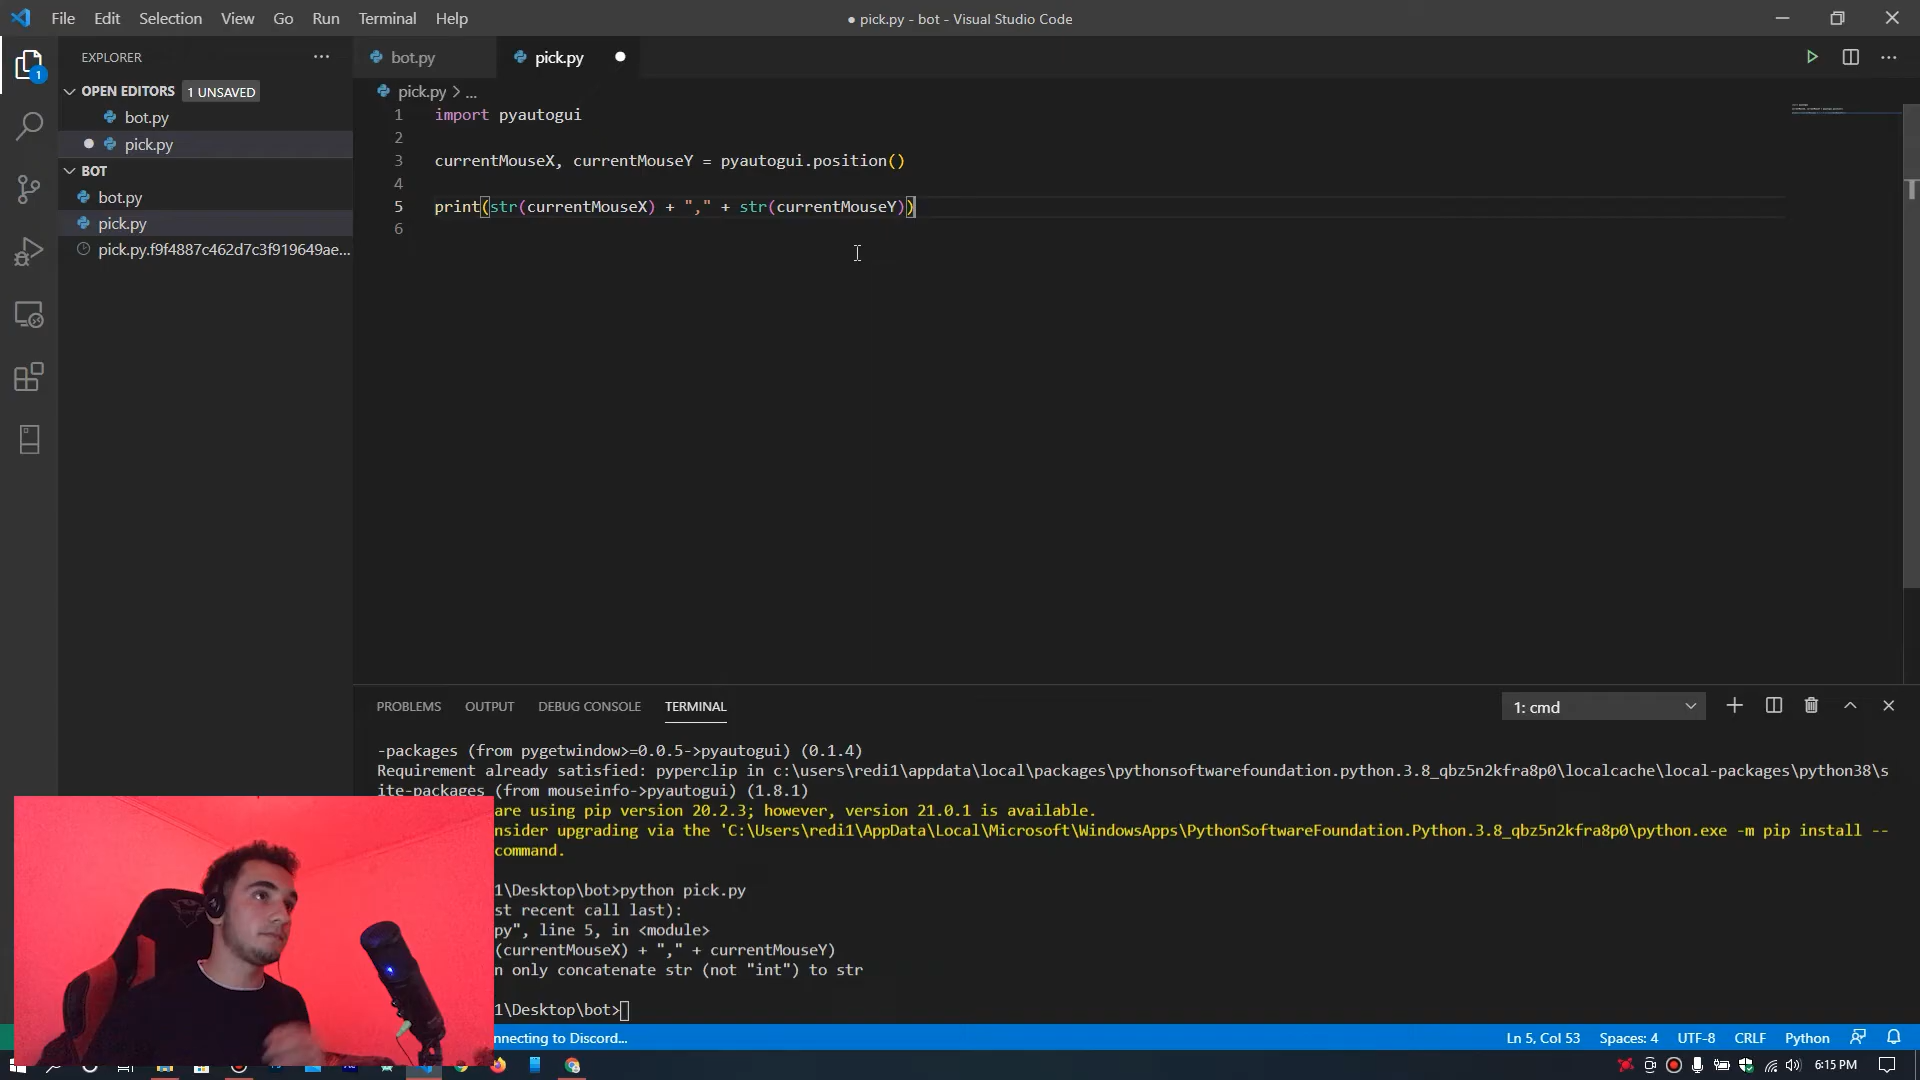 File Edit Selection View Go Run Terminal Help
● pick.py - bot - Visual Studio Code
EXPLORER
OPEN EDITORS 1 UNSAVED
bot.py
pick.py
BOT
bot.py
pick.py
pick.py.f9f4887c462d7c3f919649ae...
1
bot.py pick.py
pick.py > ...
1 import pyautogui
2
3 currentMouseX, currentMouseY = pyautogui.position()
4
5 print(str(currentMouseX) + "," + str(currentMouseY))
6
PROBLEMS OUTPUT DEBUG CONSOLE TERMINAL
1: cmd
-packages (from pygetwindow>=0.0.5->pyautogui) (0.1.4)
Requirement already satisfied: pyperclip in c:\users\redi1\appdata\local\packages\pythonsoftwarefoundation.python.3.8_qbz5n2kfra8p0\localcache\local-packages\python38\s
ite-packages (from mouseinfo->pyautogui) (1.8.1)
are using pip version 20.2.3; however, version 21.0.1 is available.
nsider upgrading via the 'C:\Users\redi1\AppData\Local\Microsoft\WindowsApps\PythonSoftwareFoundation.Python.3.8_qbz5n2kfra8p0\python.exe -m pip install --
command.
1\Desktop\bot>python pick.py
st recent call last):
py", line 5, in <module>
(currentMouseX) + "," + currentMouseY)
n only concatenate str (not "int") to str
1\Desktop\bot>
nnecting to Discord...
Ln 5, Col 53 Spaces: 4 UTF-8 CRLF Python
6:15 PM